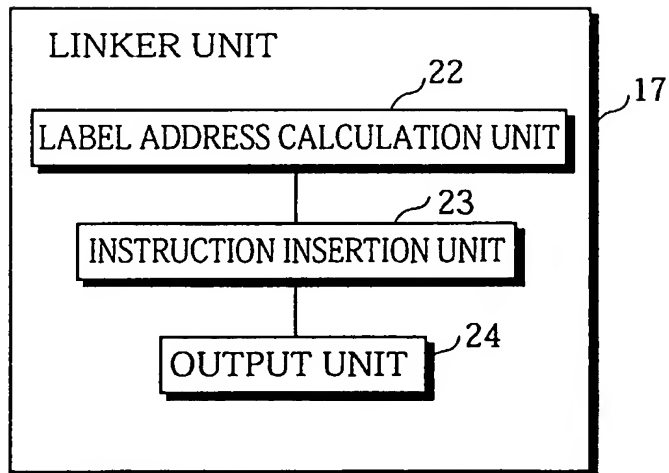 LINKER UNIT
22
17
LABEL ADDRESS CALCULATION UNIT
23
INSTRUCTION INSERTION UNIT
24
OUTPUT UNIT